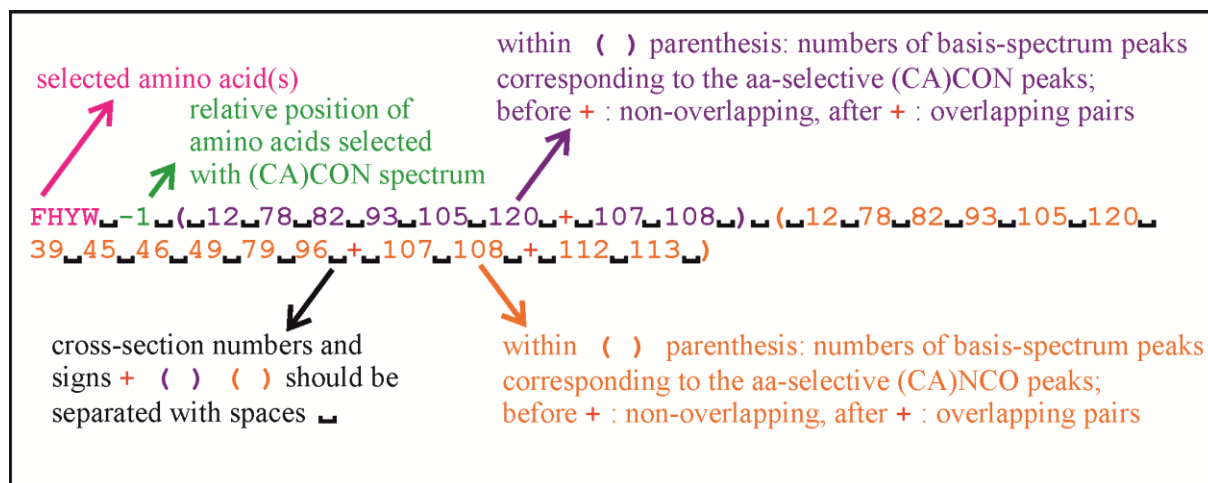 within ( ) parenthesis: numbers of basis-spectrum peaks
corresponding to the aa-selective (CA)CON peaks;
before + : non-overlapping, after + : overlapping pairs
selected amino acid(s)
relative position of
amino acids selected
with (CA)CON spectrum
FHYW␣-1␣(␣12␣78␣82␣93␣105␣120␣+␣107␣108␣)␣(␣12␣78␣82␣93␣105␣120␣
39␣45␣46␣49␣79␣96␣+␣107␣108␣+␣112␣113␣)
cross-section numbers and
signs + ( ) ( ) should be
separated with spaces ␣
within ( ) parenthesis: numbers of basis-spectrum peaks
corresponding to the aa-selective (CA)NCO peaks;
before + : non-overlapping, after + : overlapping pairs